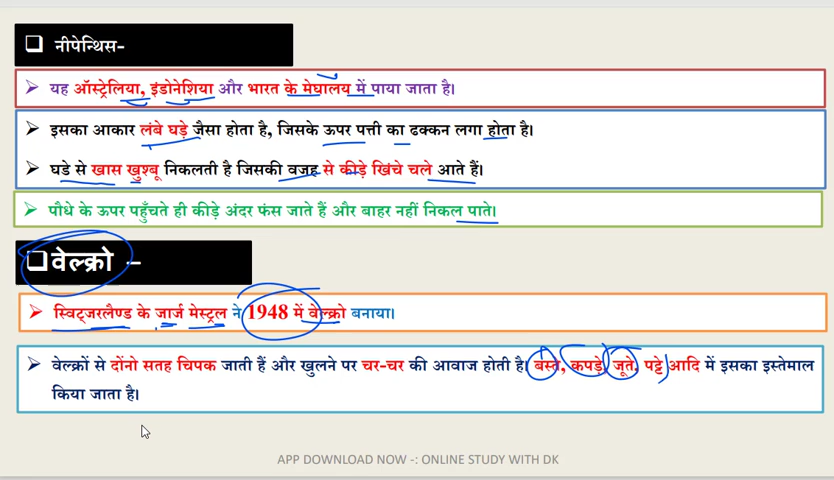 ❑ नीपेन्थिस-
➢ यह ऑस्ट्रेलिया, इंडोनेशिया और भारत के मेघालय में पाया जाता है।
➢ इसका आकार लंबे घड़े जैसा होता है, जिसके ऊपर पत्ती का ढक्कन लगा होता है।
➢ घडे से खास खुश्बू निकलती है जिसकी वजह से कीड़े खिंचे चले आते हैं।
➢ पौधे के ऊपर पहुँचते ही कीड़े अंदर फंस जाते हैं और बाहर नहीं निकल पाते।
❑ वेल्क्रो –
➢ स्विट्जरलैण्ड के जार्ज मेस्ट्रल ने 1948 में वेल्क्रो बनाया।
➢ वेल्क्रों से दोंनो सतह चिपक जाती हैं और खुलने पर चर-चर की आवाज होती है। बस्ते, कपड़े, जूते, पट्टे आदि में इसका इस्तेमाल
किया जाता है।
APP DOWNLOAD NOW -: ONLINE STUDY WITH DK